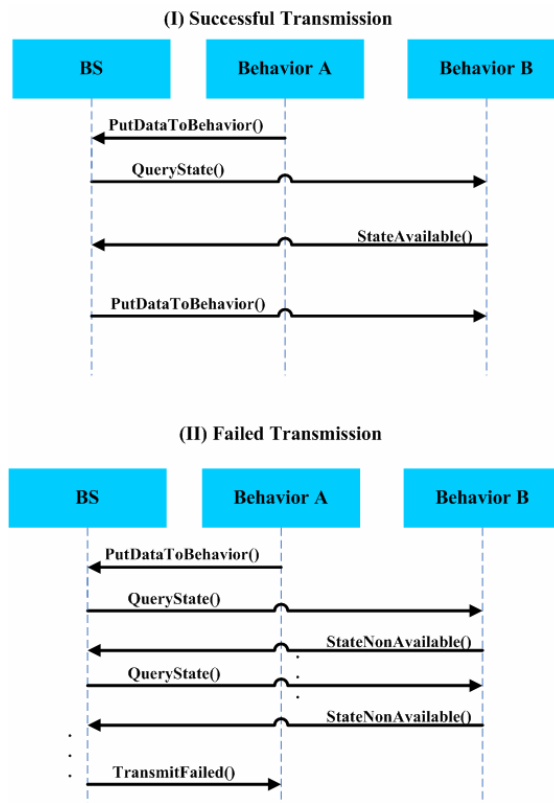 (I) Successful Transmission
BS
Behavior A
Behavior B
PutDataToBehavior()
QueryState()
StateAvailable()
PutDataToBehavior()
(II) Failed Transmission
BS
Behavior A
Behavior B
PutDataToBehavior()
QueryState()
StateNonAvailable()
QueryState()
StateNonAvailable()
TransmitFailed()